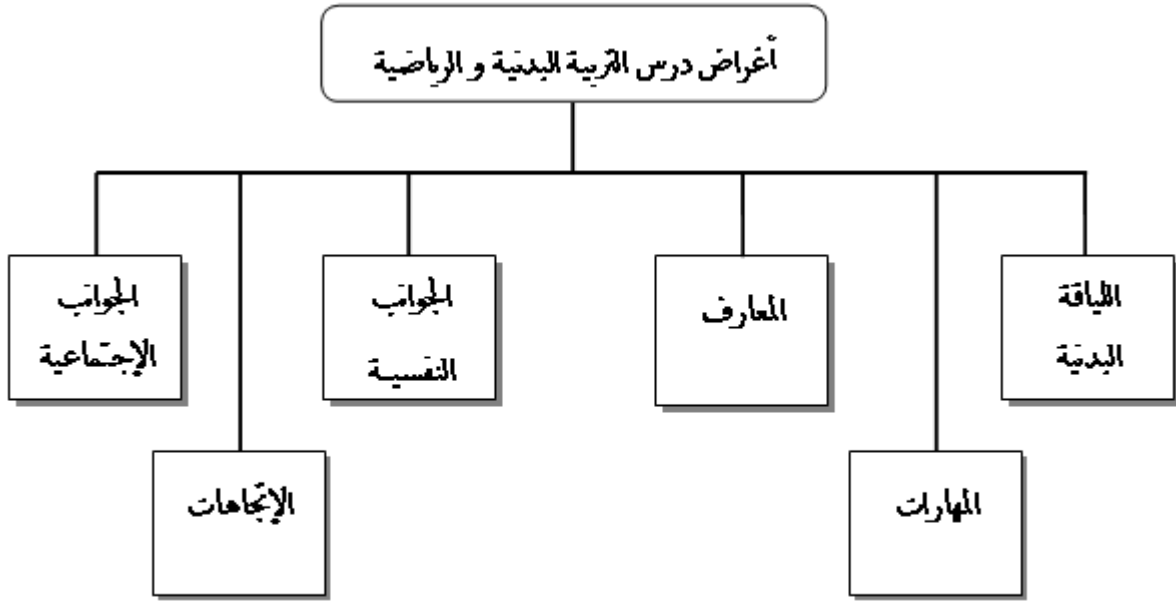 أغراض درس التربية البدنية و الرياضية
اللياقة
البدنية
المعارف
الجوانب
النفسية
الجوانب
الإجتماعية
المهارات
الإتجاهات